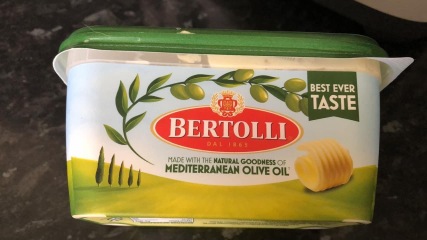 BEST EVER
TASTE
BERTOLLI
DAL 1865
MADE WITH THE NATURAL GOODNESS OF
MEDITERRANEAN OLIVE OIL